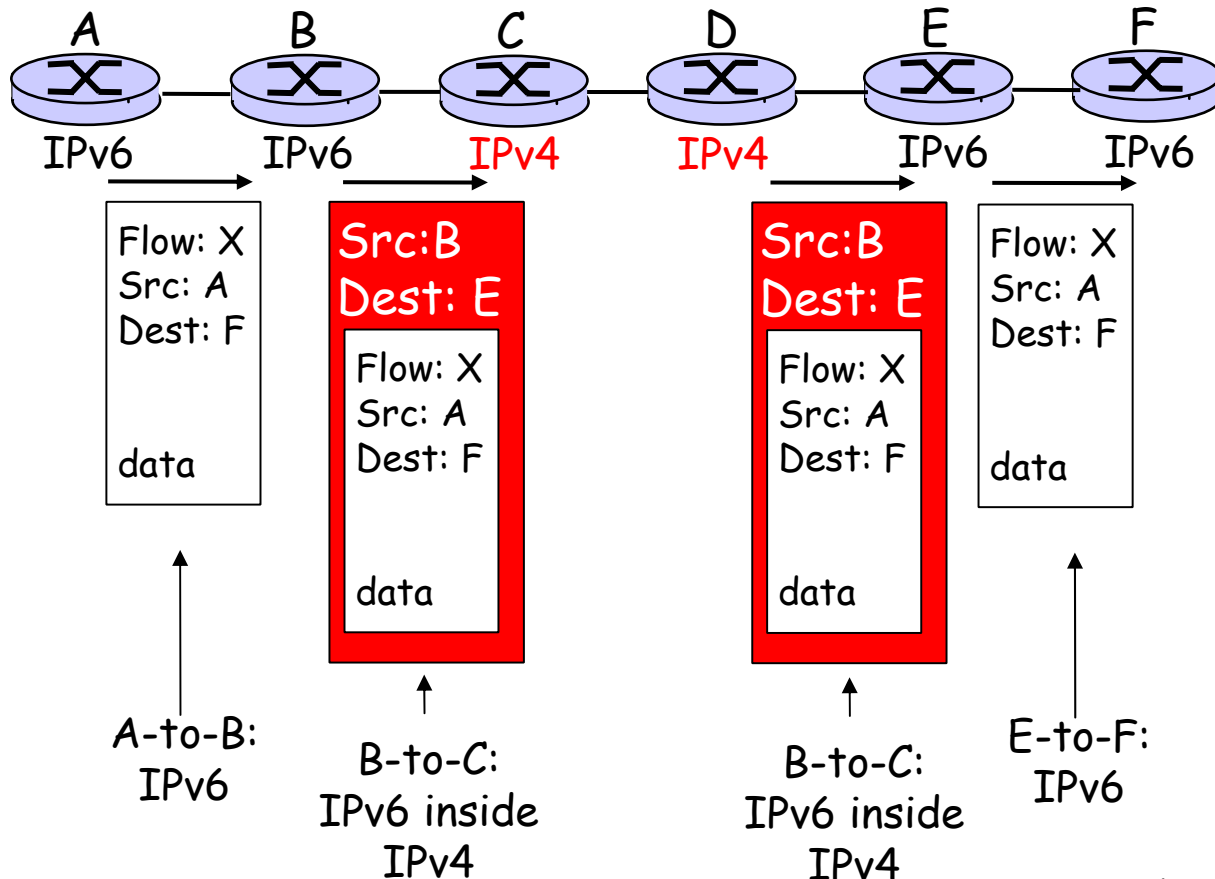 A
B
C
D
E
F
IPv6
IPv6
IPv4
IPv4
IPv6
IPv6
Flow: X
Src: A
Dest: F
data
Src:B
Dest: E
Flow: X
Src: A
Dest: F
data
Src:B
Dest: E
Flow: X
Src: A
Dest: F
data
Flow: X
Src: A
Dest: F
data
A-to-B:
IPv6
B-to-C:
IPv6 inside
IPv4
B-to-C:
IPv6 inside
IPv4
E-to-F:
IPv6